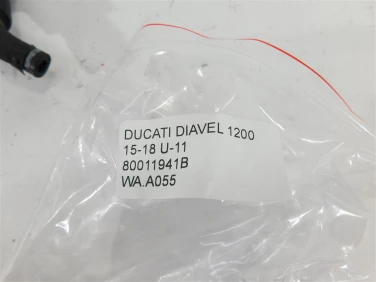 DUCATI DIAVEL 1200
15-18 U-11
80011941B
WA.A055